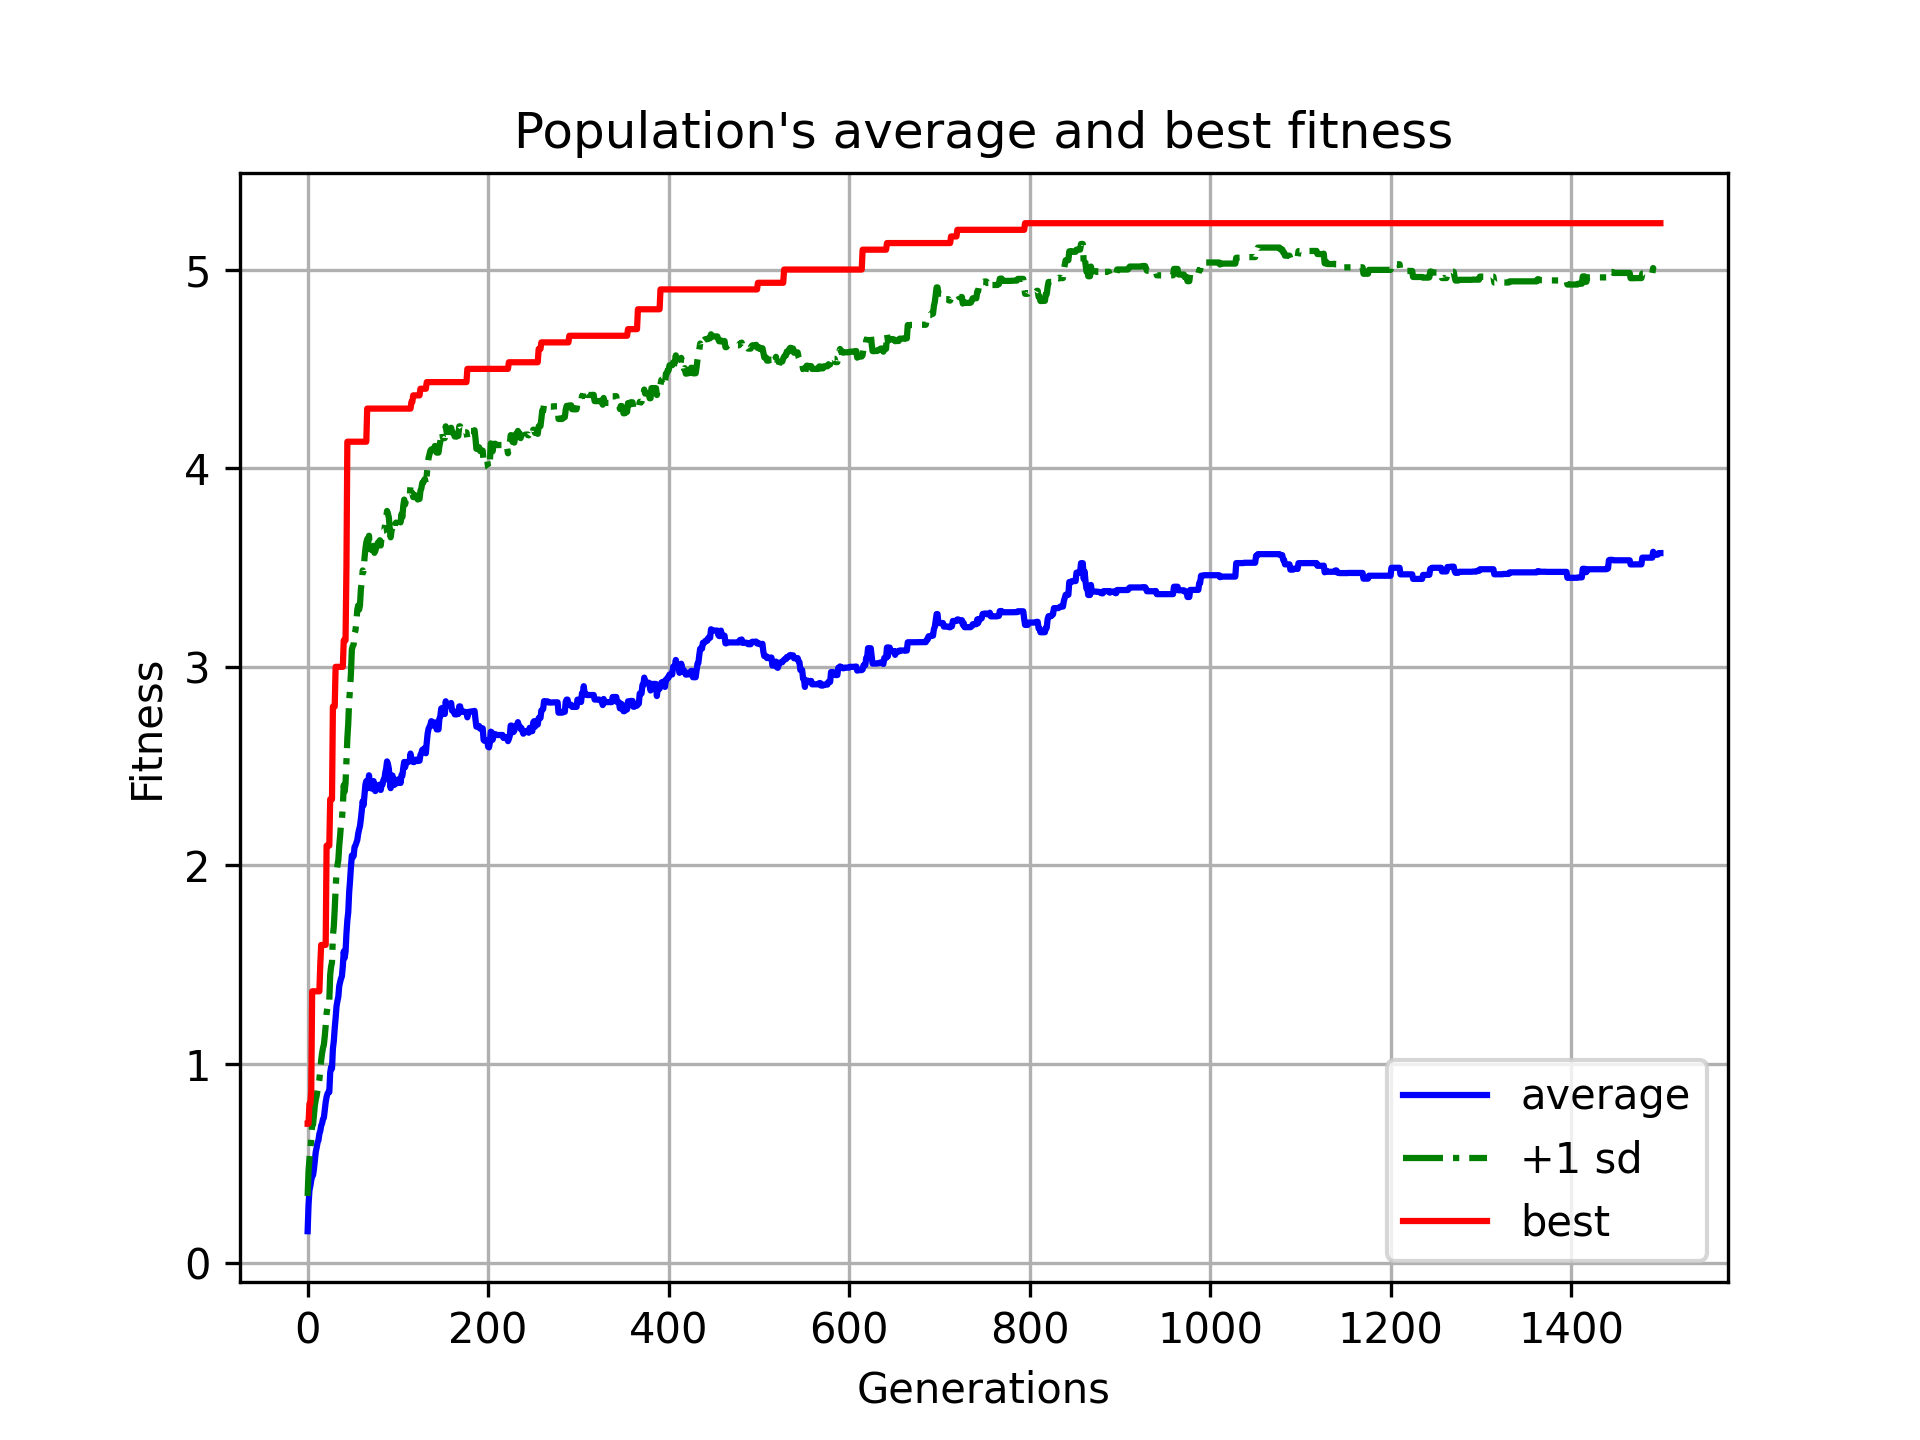 Population's average and best fitness
Fitness
5
4
3
2
1
0
0 200 400 600 800 1000 1200 1400
Generations
average
+1 sd
best